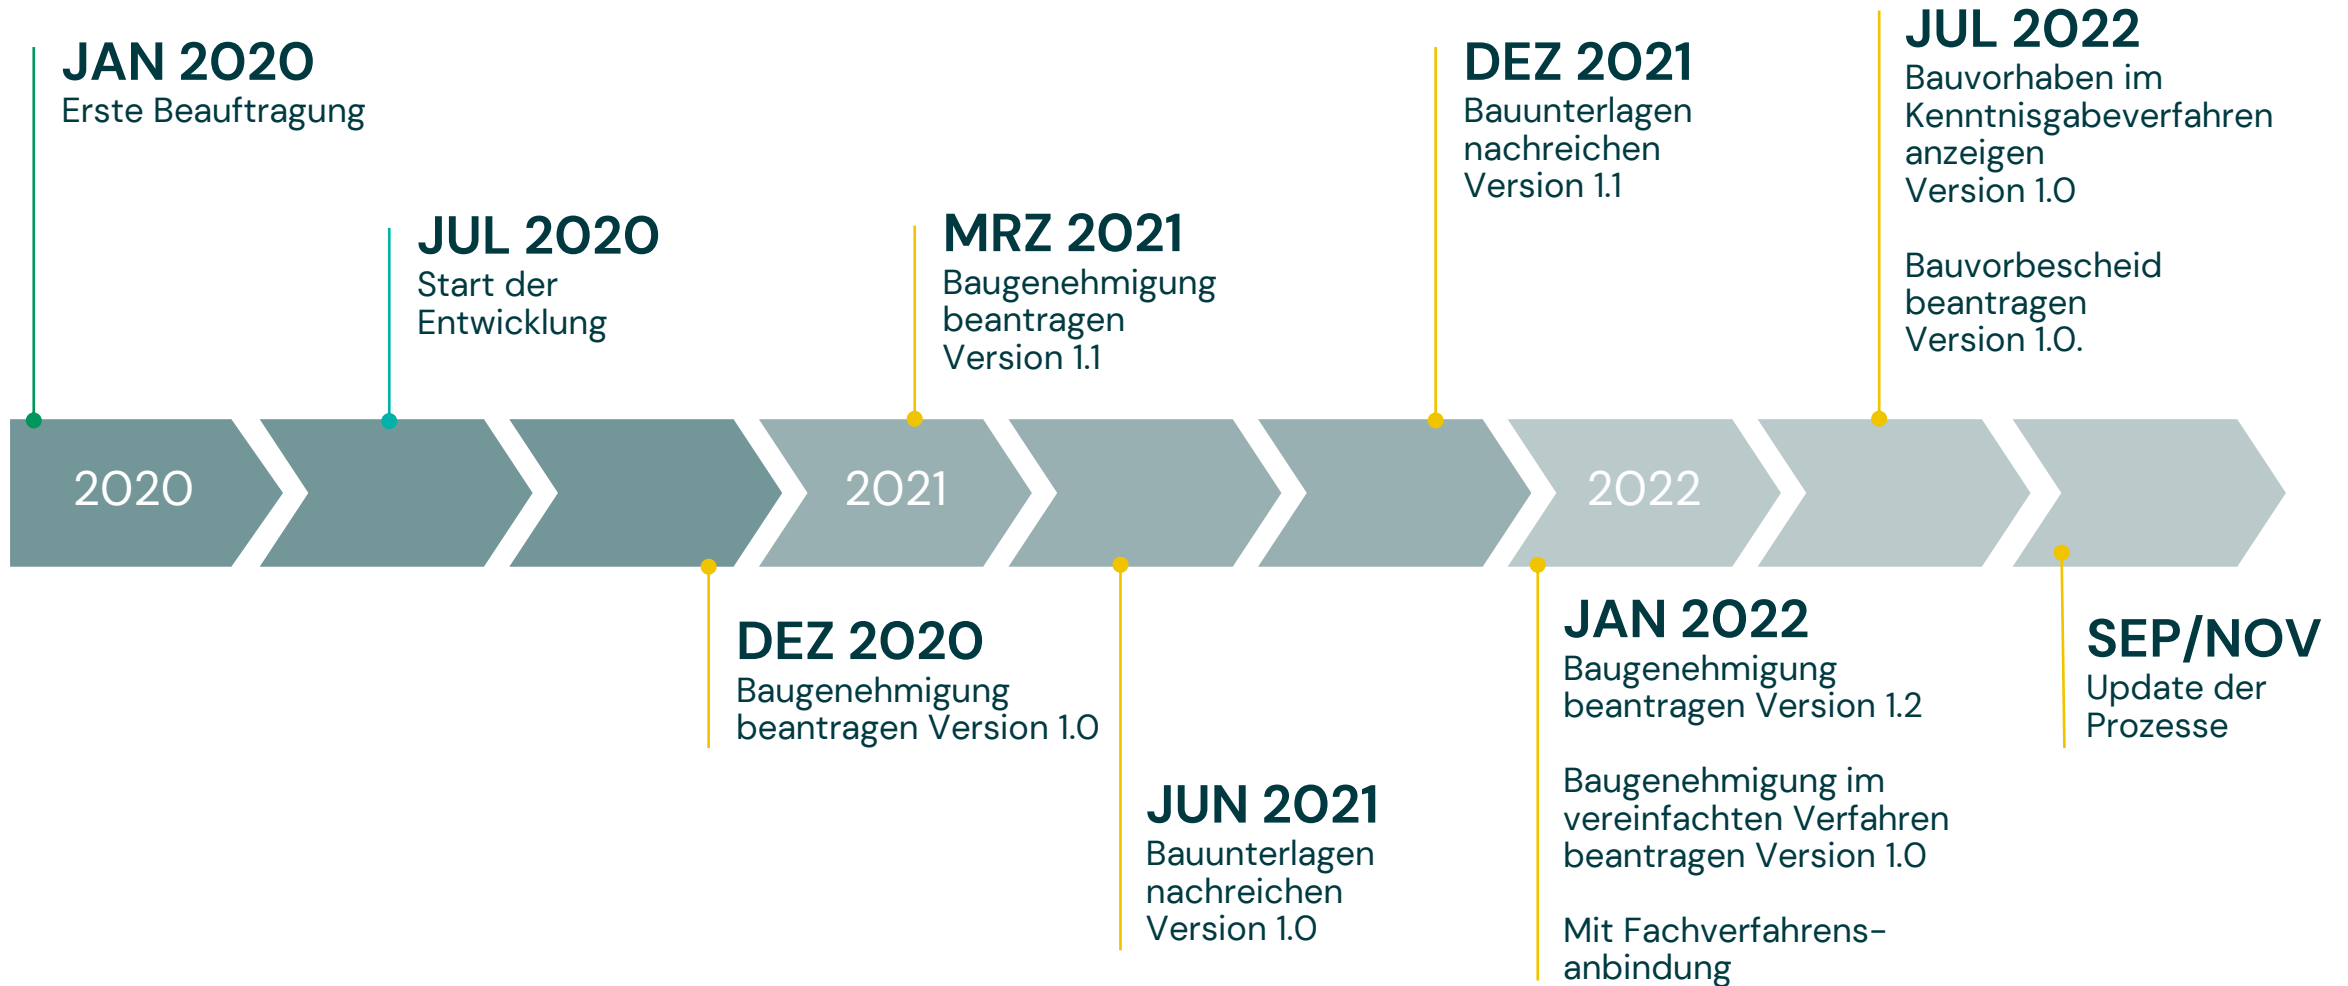 JAN 2020
Erste Beauftragung
JUL 2020
Start der
Entwicklung
MRZ 2021
Baugenehmigung
beantragen
Version 1.1
DEZ 2021
Bauunterlagen
nachreichen
Version 1.1
JUL 2022
Bauvorhaben im
Kenntnisgabeverfahren
anzeigen
Version 1.0
Bauvorbescheid
beantragen
Version 1.0.
2020
2021
2022
DEZ 2020
Baugenehmigung
beantragen Version 1.0
JUN 2021
Bauunterlagen
nachreichen
Version 1.0
JAN 2022
Baugenehmigung
beantragen Version 1.2
Baugenehmigung im
vereinfachten Verfahren
beantragen Version 1.0
Mit Fachverfahrens-
anbindung
SEP/NOV
Update der
Prozesse